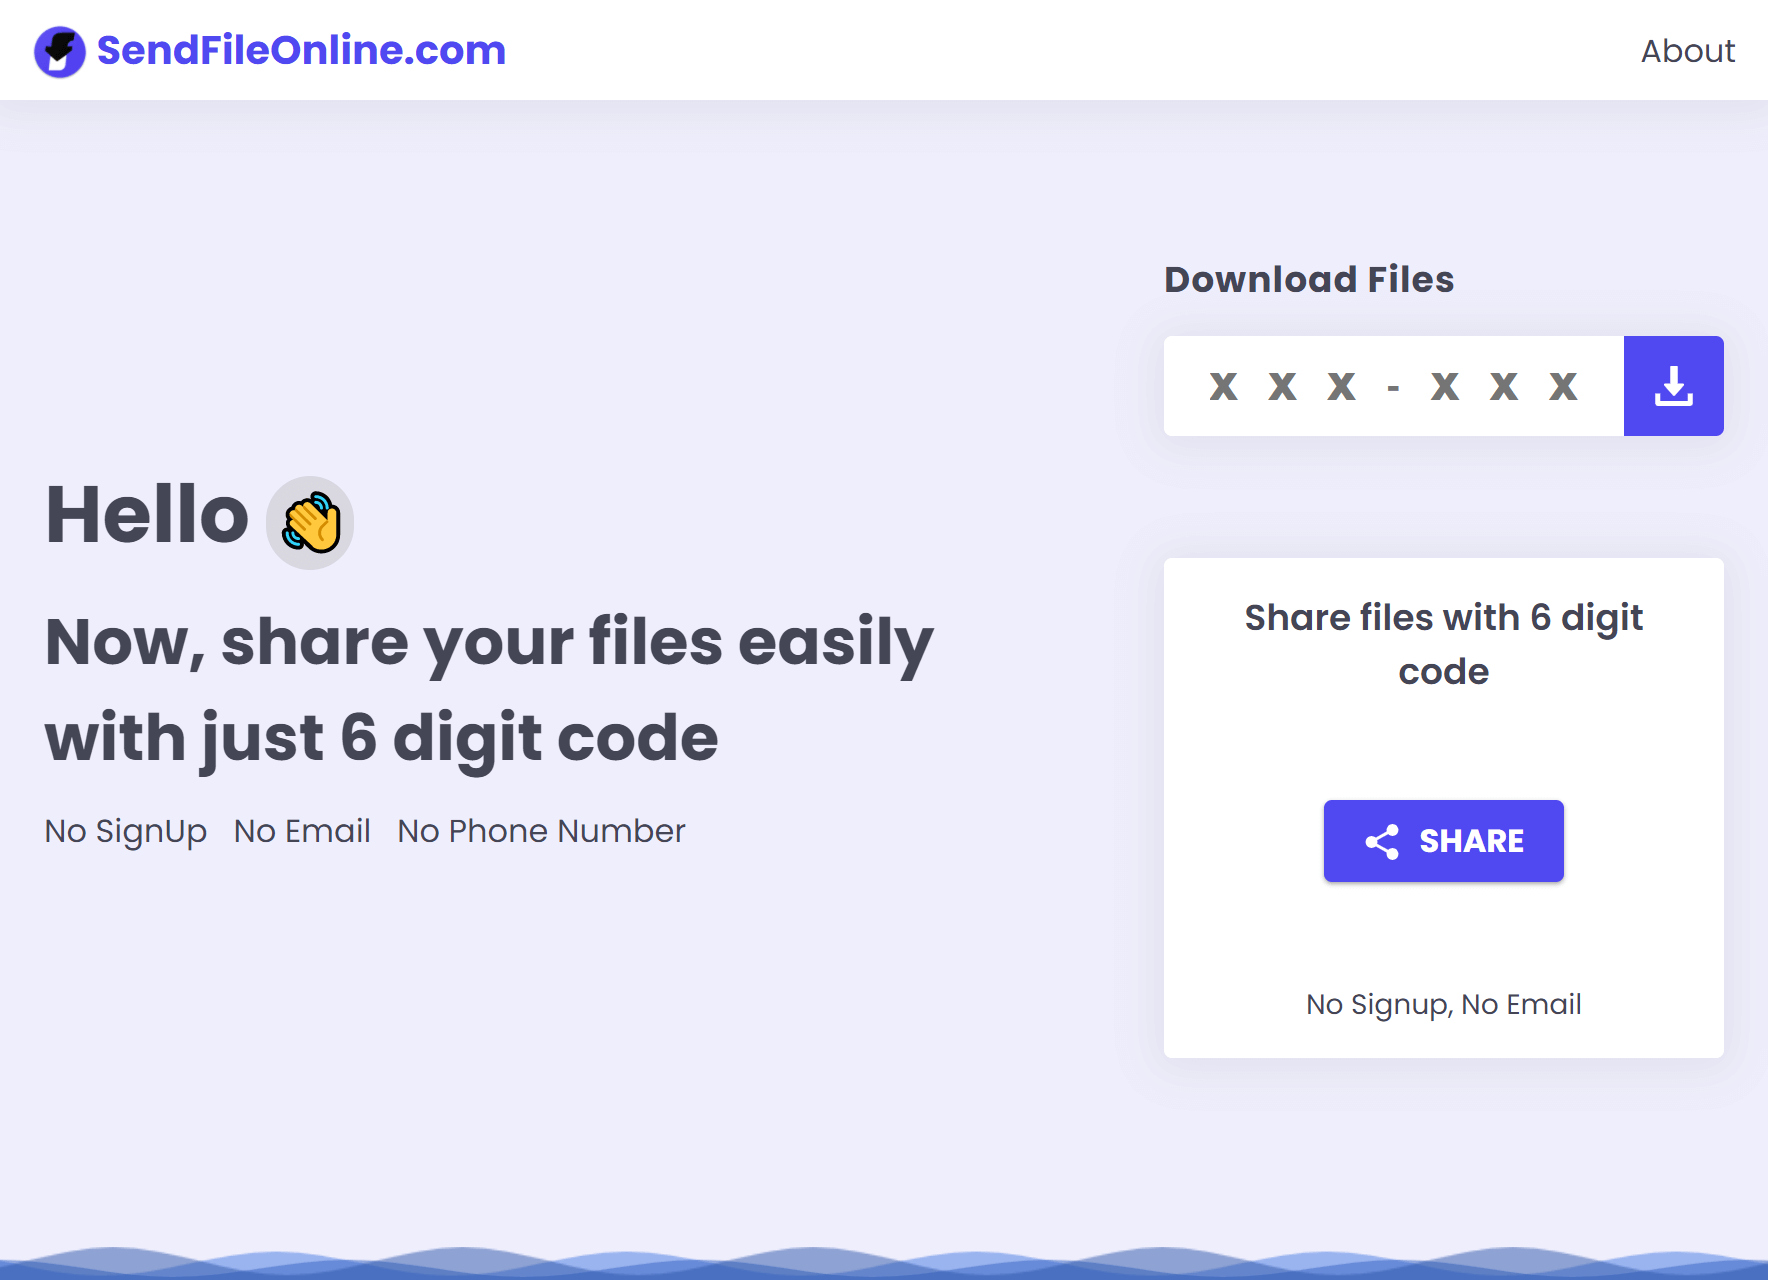 SendFileOnline.com
About
Hello
Now, share your files easily
with just 6 digit code
No SignUp No Email No Phone Number
Download Files
X X X - X X X
Share files with 6 digit
code
SHARE
No Signup, No Email